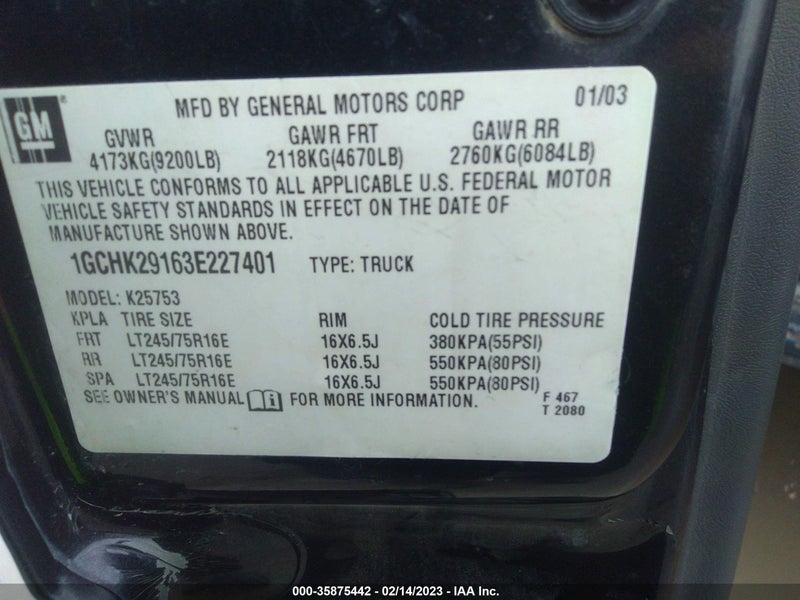 GM®
MFD BY GENERAL MOTORS CORP 01/03
GVWR GAWR FRT GAWR RR
4173KG(9200LB) 2118KG(4670LB) 2760KG(6084LB)
THIS VEHICLE CONFORMS TO ALL APPLICABLE U.S. FEDERAL MOTOR
VEHICLE SAFETY STANDARDS IN EFFECT ON THE DATE OF
MANUFACTURE SHOWN ABOVE.
1GCHK29163E227401 TYPE: TRUCK
MODEL: K25753
KPLA TIRE SIZE RIM COLD TIRE PRESSURE
FRT LT245/75R16E 16X6.5J 380KPA(55PSI)
RR LT245/75R16E 16X6.5J 550KPA(80PSI)
SPA LT245/75R16E 16X6.5J 550KPA(80PSI)
SEE OWNER'S MANUAL FOR MORE INFORMATION. F 467
T 2080
000-35875442 - 02/14/2023 - IAA Inc.